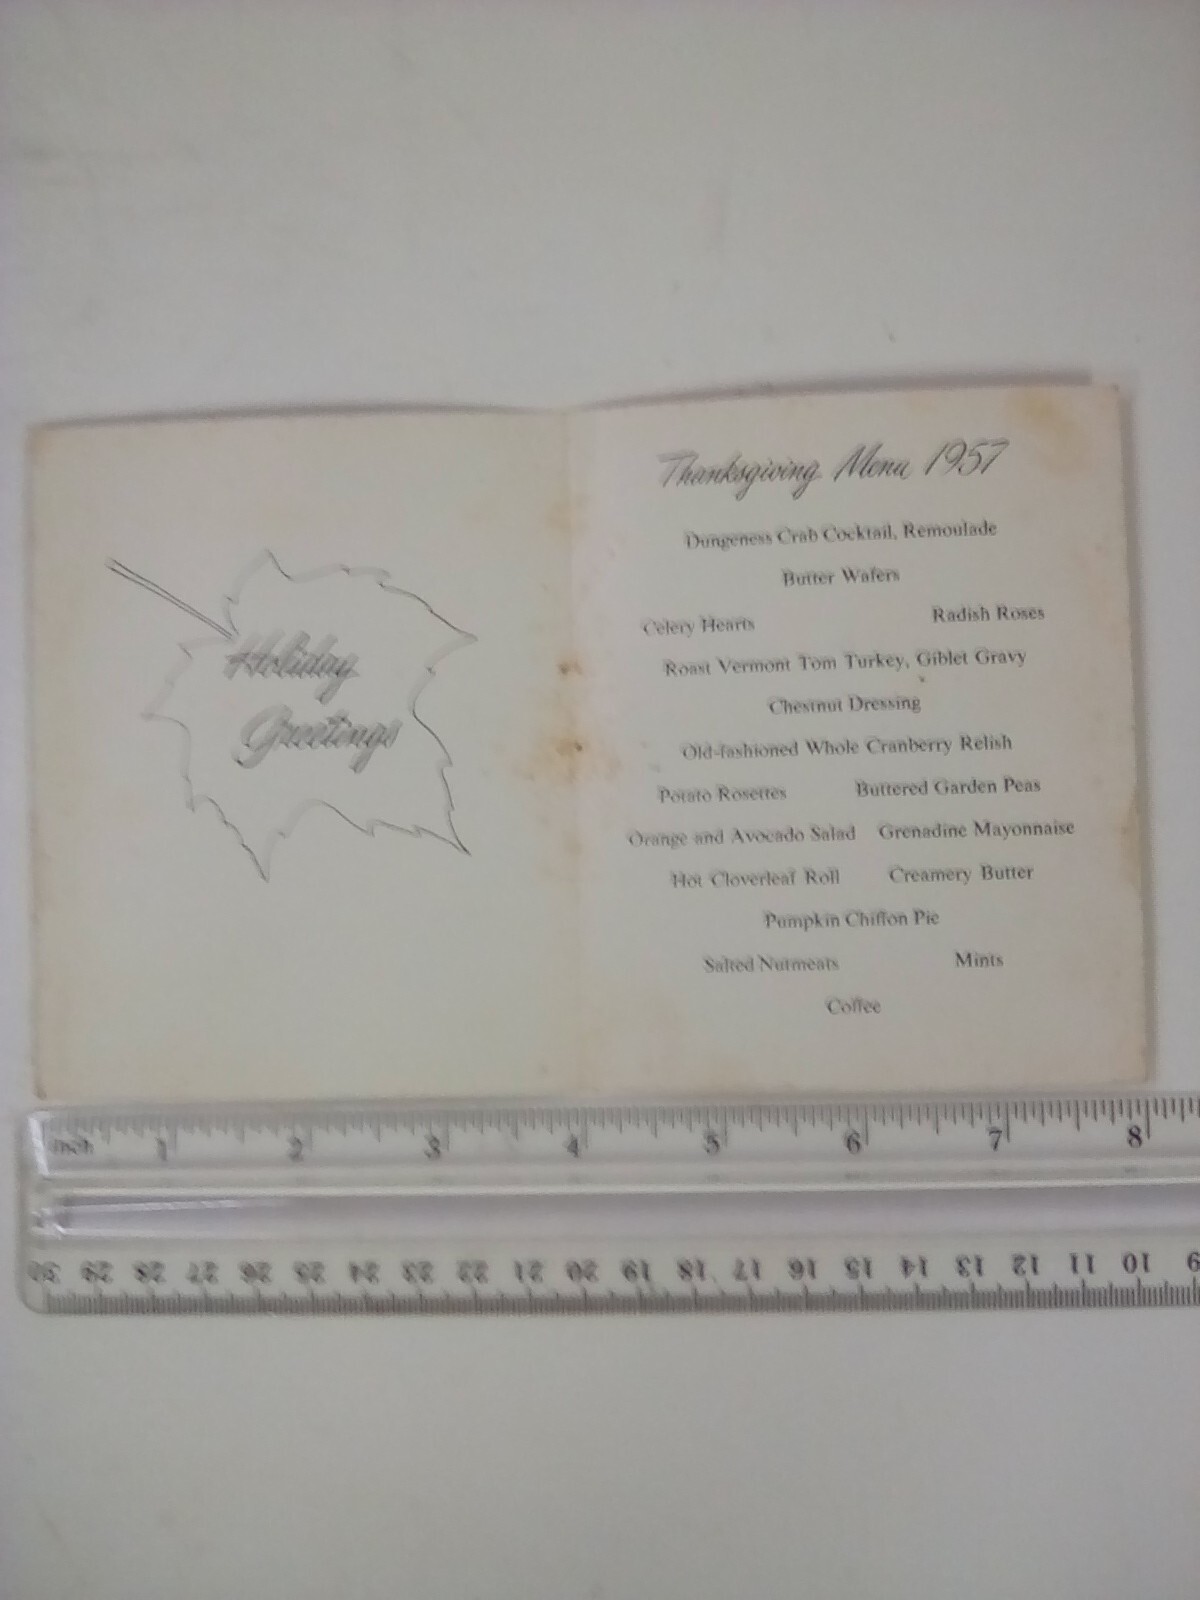 Holiday
Greetings
Thanksgiving Menu 1957
Dungeness Crab Cocktail, Remoulade
Butter Wafers
Celery Hearts Radish Roses
Roast Vermont Tom Turkey, Giblet Gravy
Chestnut Dressing
Old-fashioned Whole Cranberry Relish
Potato Rosettes Buttered Garden Peas
Orange and Avocado Salad Grenadine Mayonnaise
Hot Cloverleaf Roll Creamery Butter
Pumpkin Chiffon Pie
Salted Nutmeats Mints
Coffee
inch 1 2 3 4 5 6 7 8
30 29 28 27 26 25 24 23 22 21 20 19 18 17 16 15 14 13 12 11 10 9